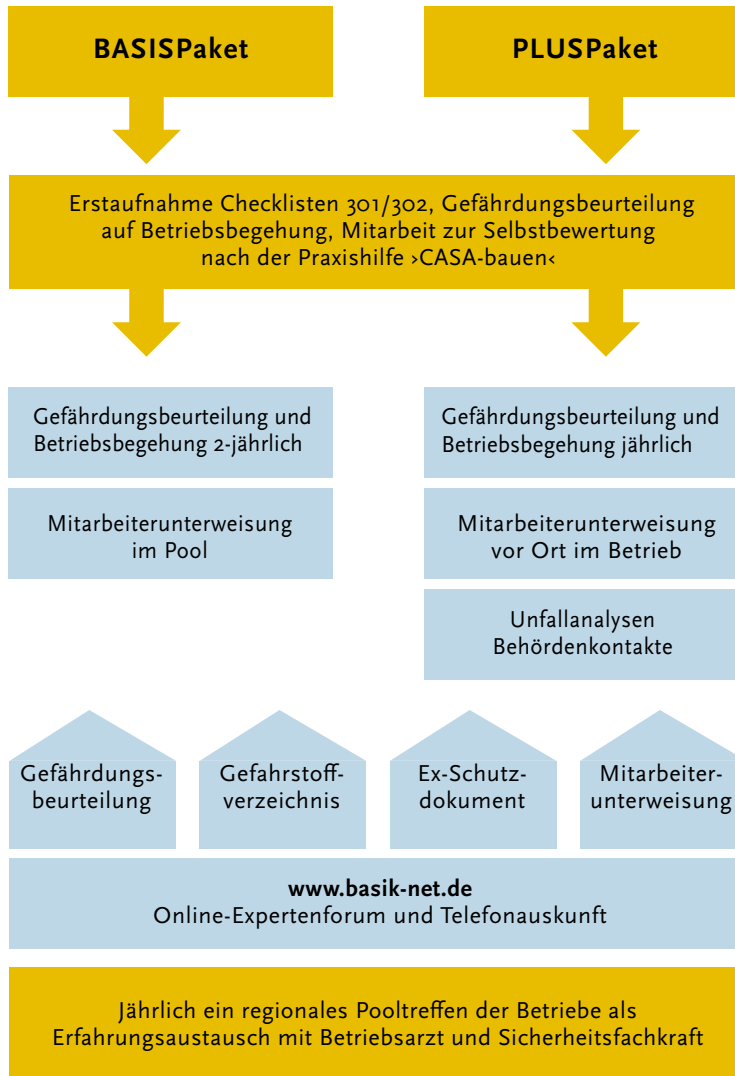 BASISPaket
PLUSPaket
Erstaufnahme Checklisten 301/302, Gefährdungsbeurteilung
auf Betriebsbegehung, Mitarbeit zur Selbstbewertung
nach der Praxishilfe ›CASA-bauen‹
Gefährdungsbeurteilung und
Betriebsbegehung 2-jährlich
Mitarbeiterunterweisung
im Pool
Gefährdungsbeurteilung und
Betriebsbegehung jährlich
Mitarbeiterunterweisung
vor Ort im Betrieb
Unfallanalysen
Behördenkontakte
Gefährdungs-
beurteilung
Gefahrstoff-
verzeichnis
Ex-Schutz-
dokument
Mitarbeiter-
unterweisung
www.basik-net.de
Online-Expertenforum und Telefonauskunft
Jährlich ein regionales Pooltreffen der Betriebe als
Erfahrungsaustausch mit Betriebsarzt und Sicherheitsfachkraft